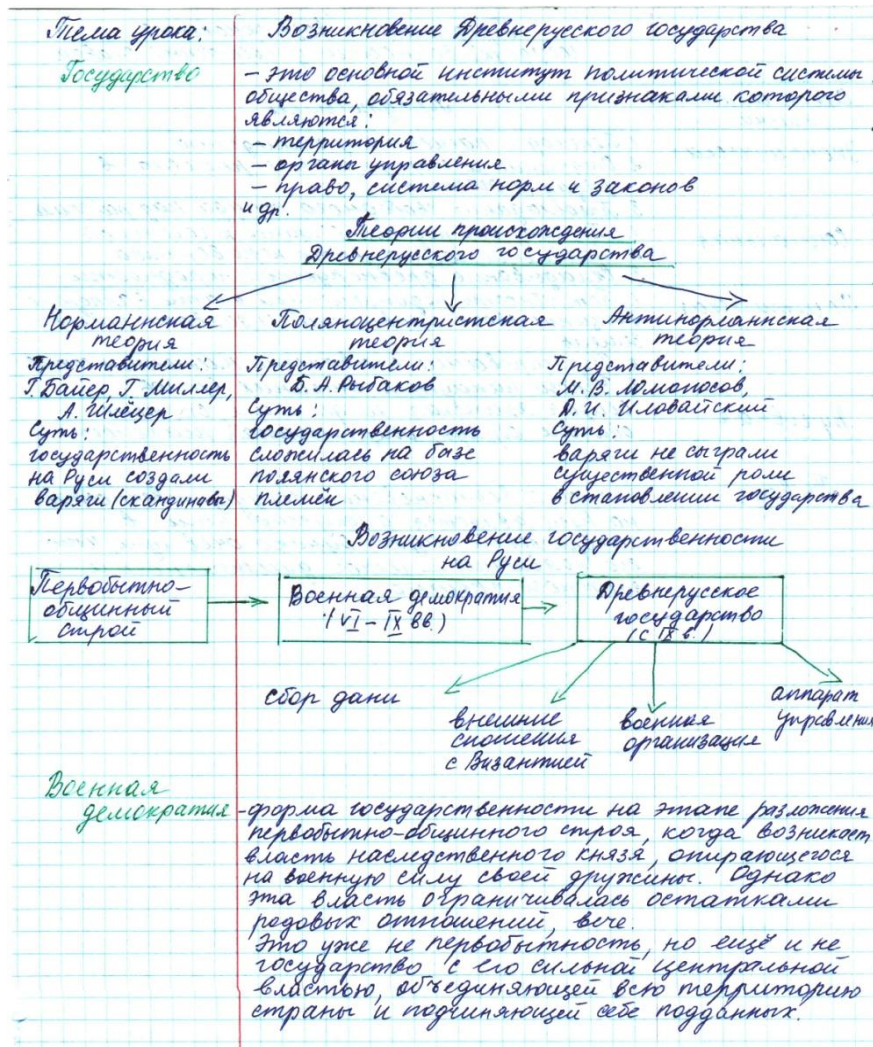 Тема урока: Возникновение Древнерусского государства
Государство - это основной институт политической системы
общества, обязательными признаками которого
являются:
- территория
- органы управления
- право, система норм и законов
и др.
Теории происхождения
Древнерусского государства
Норманнская
теория
Представители:
Г. Байер, Г. Миллер,
А. Шлёцер
Суть:
государственность
на Руси создали
варяги (скандинавы)
Поляноцентристская
теория
Представители:
Б. А. Рыбаков
Суть:
государственность
сложилась на базе
полянского союза
племён
Антинорманнская
теория
Представители:
М. В. Ломоносов,
Д. И. Иловайский
Суть:
варяги не сыграли
существенной роли
в становлении государства
Возникновение государственности
на Руси
Первобытно-
общинный
строй
Военная демократия
(VI - IX вв.)
Древнерусское
государство
(с IX в.)
сбор дани
внешние
сношения
с Византией
военная
организация
аппарат
управления
Военная
демократия - форма государственности на этапе разложения
первобытно-общинного строя, когда возникает
власть наследственного князя, опирающегося
на военную силу своей дружины. Однако
эта власть ограничивалась остатками
родовых отношений, вече.
Это уже не первобытность, но ещё и не
государство с его сильной центральной
властью, объединяющей всю территорию
страны и подчиняющей себе подданных.